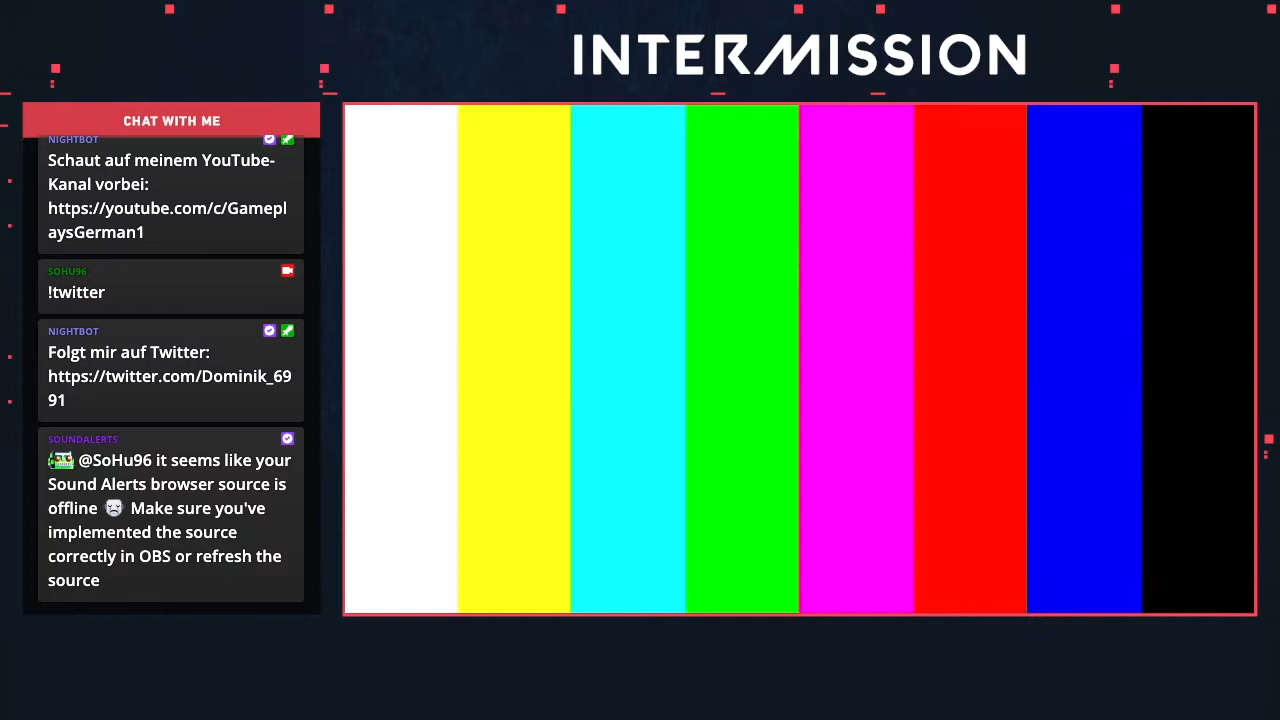 INTERMISSION
CHAT WITH ME
NIGHTBOT
Schaut auf meinem YouTube-
Kanal vorbei:
https://youtube.com/c/Gamepl
aysGerman1
SOHU96
!twitter
NIGHTBOT
Folgt mir auf Twitter:
https://twitter.com/Dominik_69
91
SOUNDALERTS
@SoHu96 it seems like your
Sound Alerts browser source is
offline Make sure you've
implemented the source
correctly in OBS or refresh the
source